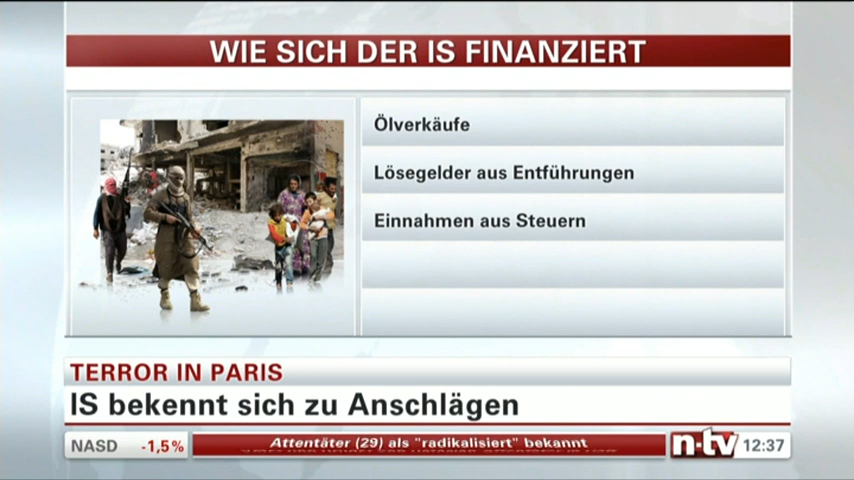 WIE SICH DER IS FINANZIERT
Ölverkäufe
Lösegelder aus Entführungen
Einnahmen aus Steuern
TERROR IN PARIS
IS bekennt sich zu Anschlägen
NASD -1,5%
Attentäter (29) als "radikalisiert" bekannt
n-tv 12:37